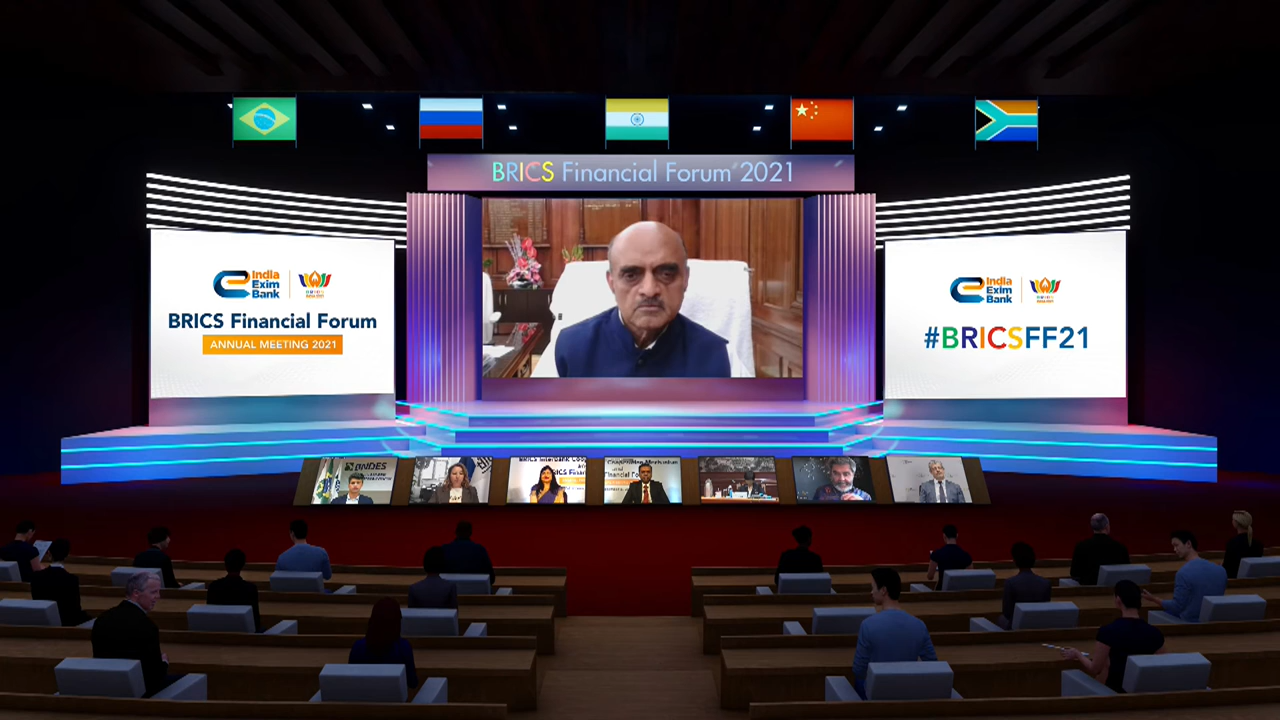 BRICS Financial Forum 2021
India
Exim
Bank
BRICS Financial Forum
ANNUAL MEETING 2021
India
Exim
Bank
#BRICSFF21
BNDES